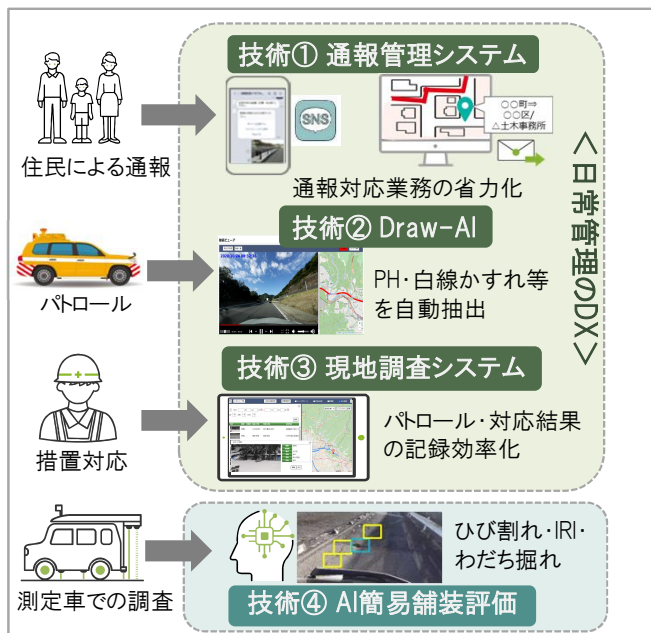 技術① 通報管理システム
住民による通報
SNS
○○町⇒
○○区/
△土木事務所
通報対応業務の省力化
<日常管理のDX>
技術② Draw-AI
パトロール
PH・白線かすれ等
を自動抽出
技術③ 現地調査システム
措置対応
パトロール・対応結果
の記録効率化
測定車での調査
ひび割れ・IRI・
わだち掘れ
技術④ AI簡易舗装評価